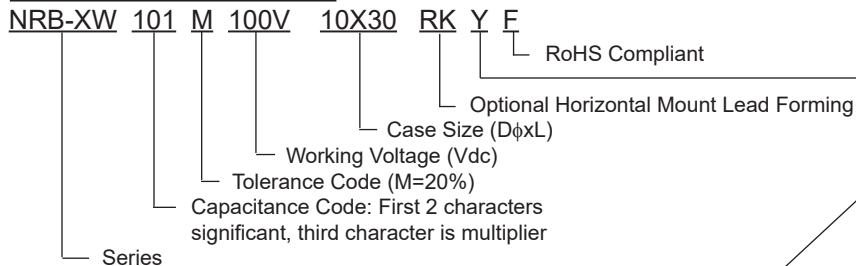 NRB-XW 101 M 100V 10X30 RK Y F
RoHS Compliant
Optional Horizontal Mount Lead Forming
Case Size (DϕxL)
Working Voltage (Vdc)
Tolerance Code (M=20%)
Capacitance Code: First 2 characters
significant, third character is multiplier
Series